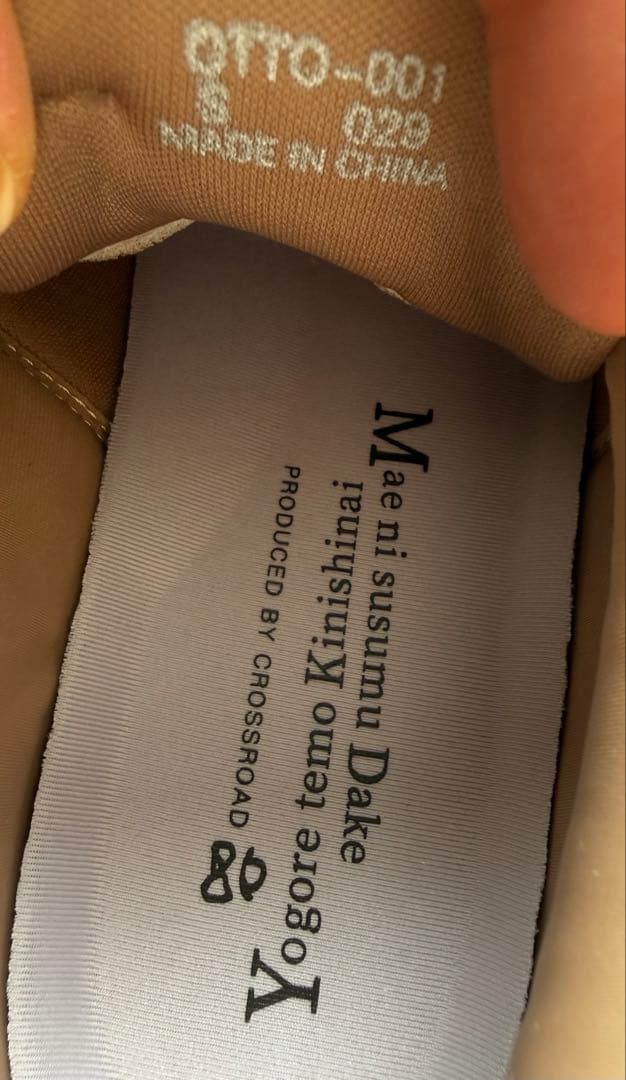 OTTO-001
S 029
MADE IN CHINA
Mae ni susumu Dake
Yogore temo Kinishinai
PRODUCED BY CROSSROAD